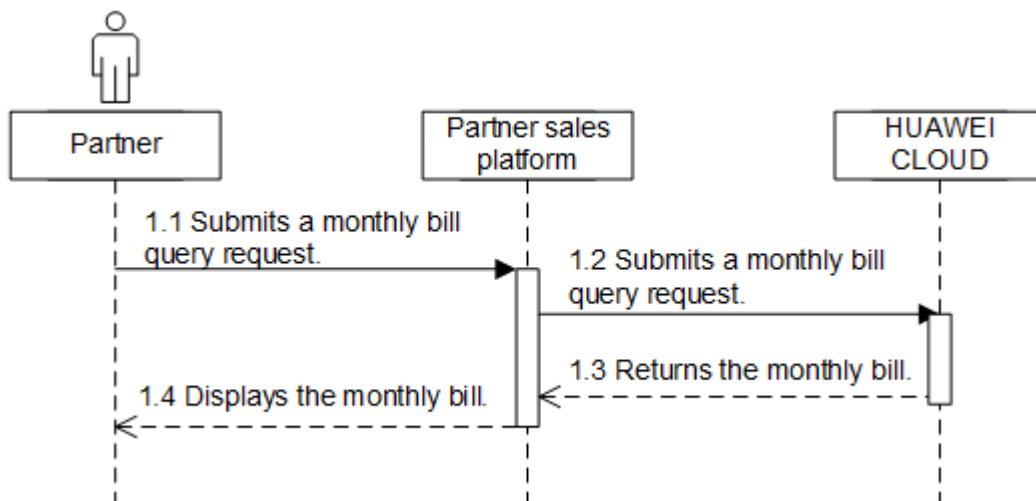 Partner
Partner sales
platform
HUAWEI
CLOUD
1.1 Submits a monthly bill
query request.
1.2 Submits a monthly bill
query request.
1.3 Returns the monthly bill.
1.4 Displays the monthly bill.